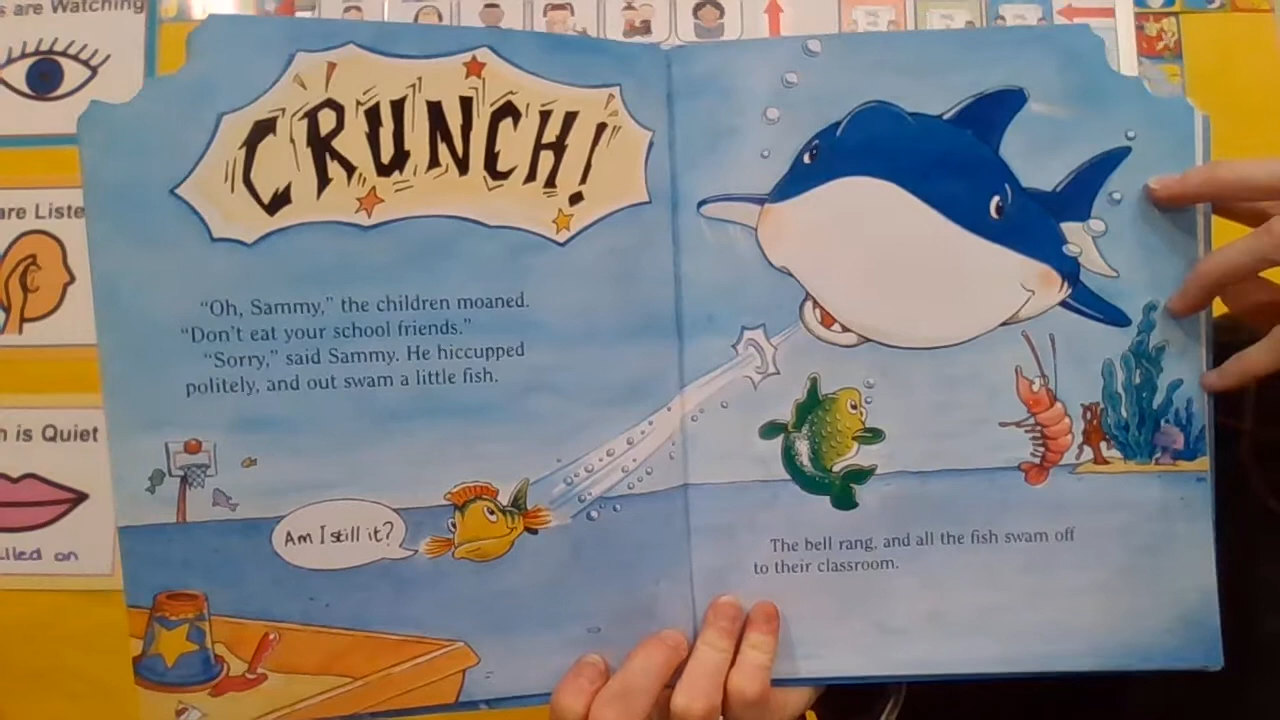 s are Watching
are Liste
h is Quiet
lled on
CRUNCH!
"Oh, Sammy," the children moaned.
"Don't eat your school friends."
"Sorry," said Sammy. He hiccupped
politely, and out swam a little fish.
Am I still it?
The bell rang, and all the fish swam off
to their classroom.